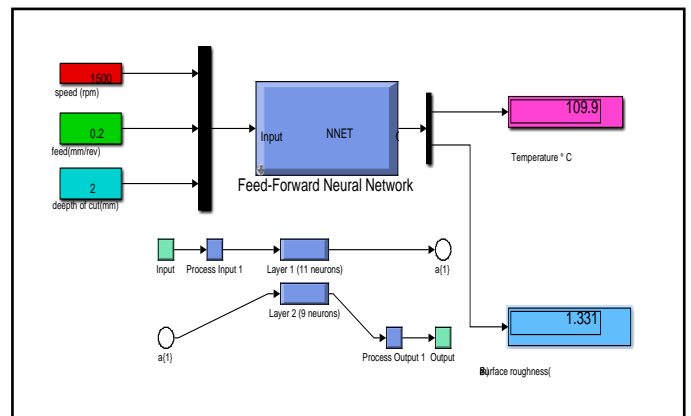 1500
speed (rpm)
0.2
feed(mm/rev)
2
deepth of cut(mm)
Input
NNET
Feed-Forward Neural Network
109.9
Temperature ° C
Input
Process Input 1
Layer 1 (11 neurons)
a{1}
a{1}
Layer 2 (9 neurons)
Process Output 1
Output
1.331
Surface roughness(